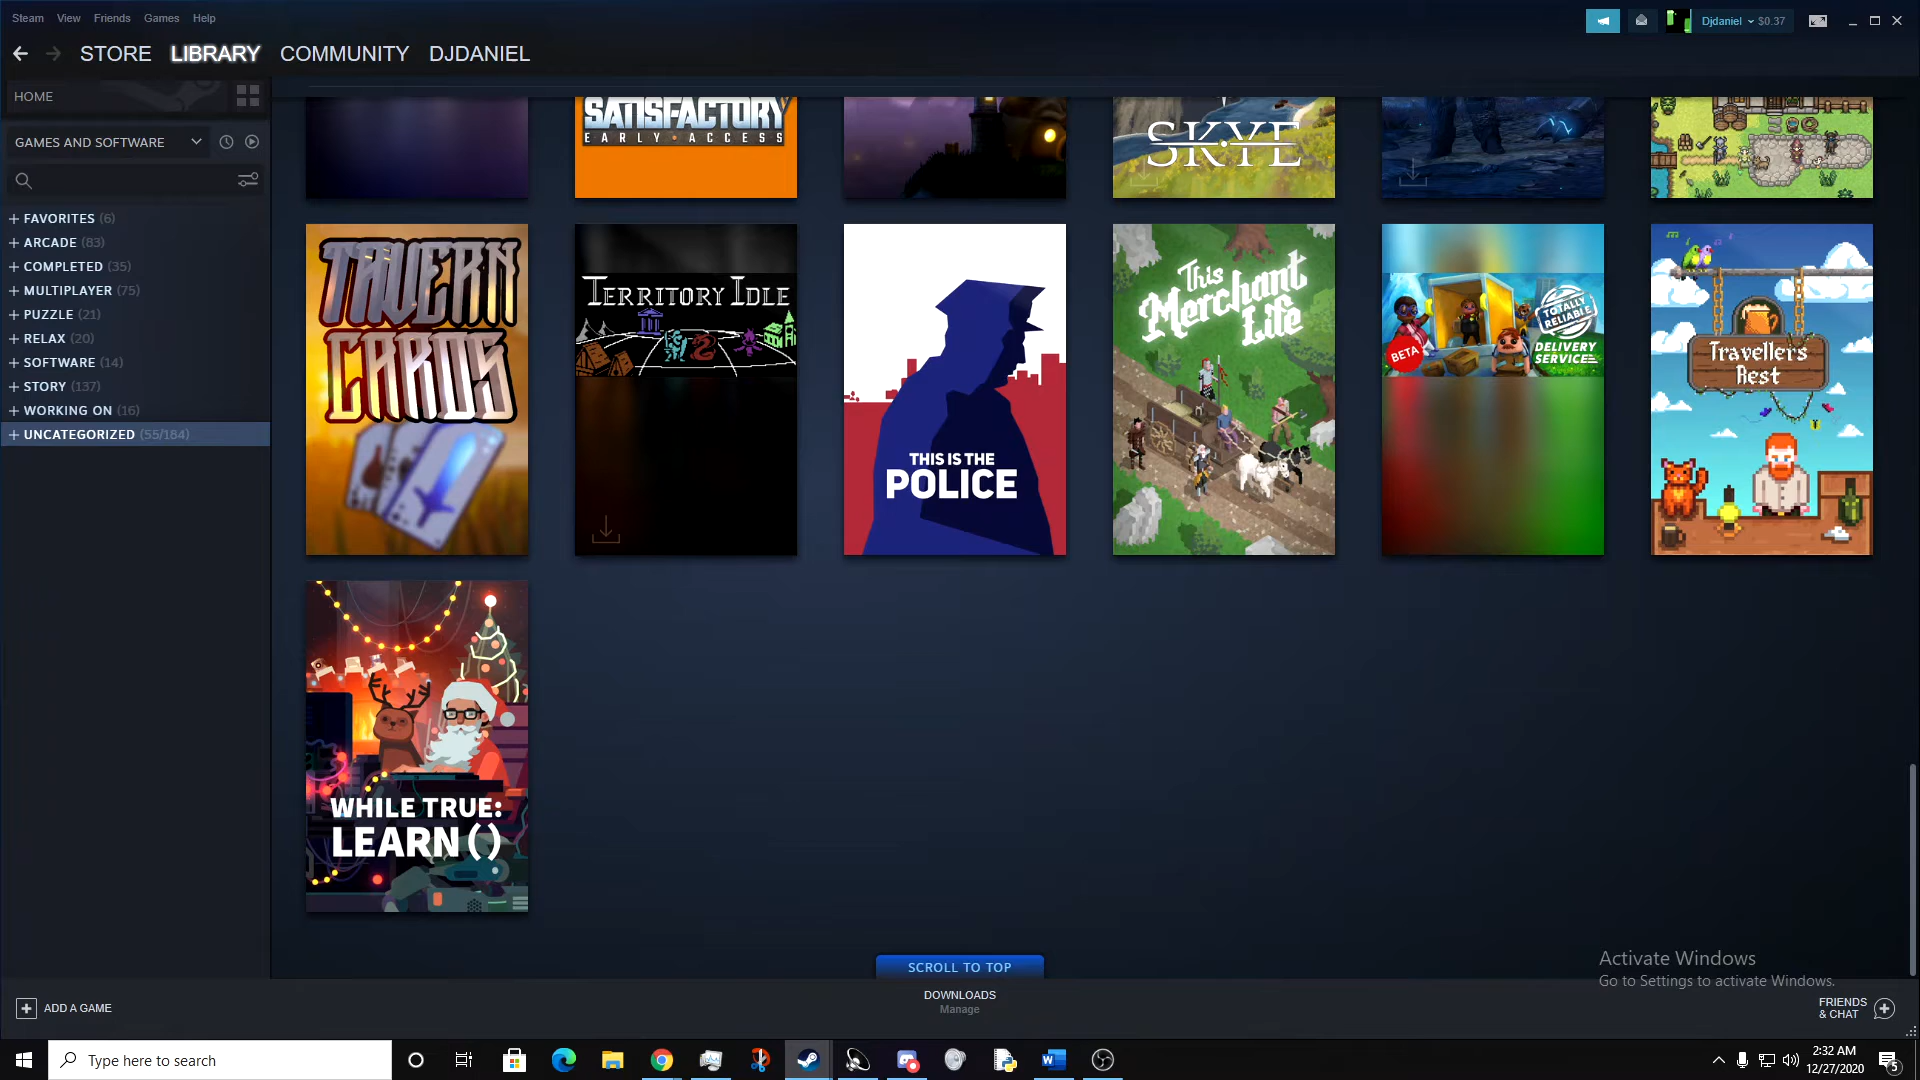 Steam View Friends Games Help
Djdaniel $0.37
STORE LIBRARY COMMUNITY DJDANIEL
HOME
GAMES AND SOFTWARE
FAVORITES (6)
ARCADE (83)
COMPLETED (35)
MULTIPLAYER (75)
PUZZLE (21)
RELAX (20)
SOFTWARE (14)
STORY (137)
WORKING ON (16)
UNCATEGORIZED (55/184)
SATISFACTORY
EARLY • ACCESS
SKYE
TAVERN
CARDS
TERRITORY IDLE
2
THIS IS THE
POLICE
This
Merchant
Life
BETA
TOTALLY
RELIABLE
DELIVERY
SERVICE
Travellers
Rest
WHILE TRUE:
LEARN()
SCROLL TO TOP
Activate Windows
Go to Settings to activate Windows.
ADD A GAME
DOWNLOADS
Manage
FRIENDS
& CHAT
Type here to search
2:32 AM
12/27/2020
5